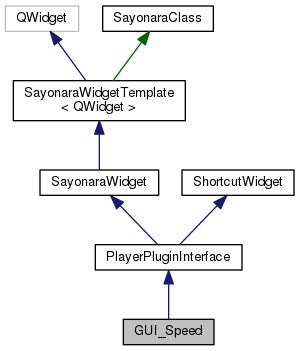 QWidget
SayonaraClass
SayonaraWidgetTemplate
< QWidget >
SayonaraWidget
ShortcutWidget
PlayerPluginInterface
GUI_Speed